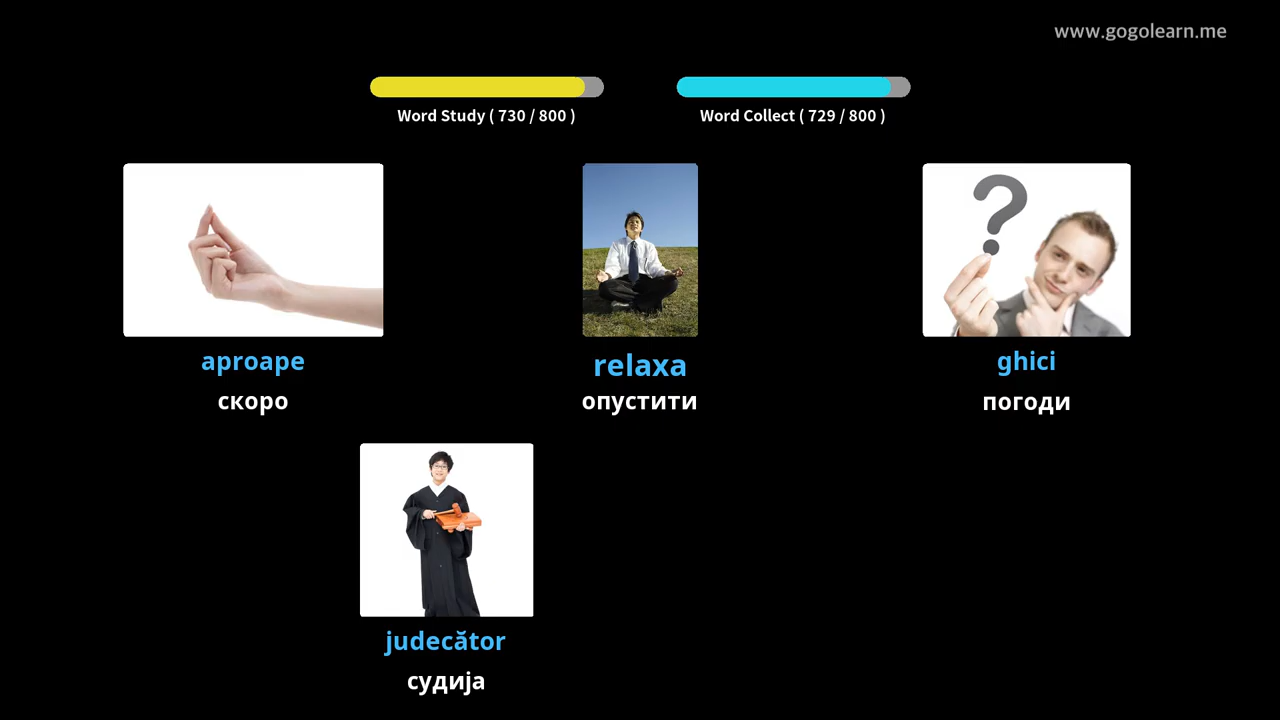 www.gogolearn.me
Word Study ( 730 / 800 )
Word Collect ( 729 / 800 )
aproape
скоро
relaxa
опустити
ghici
погоди
judecător
судија